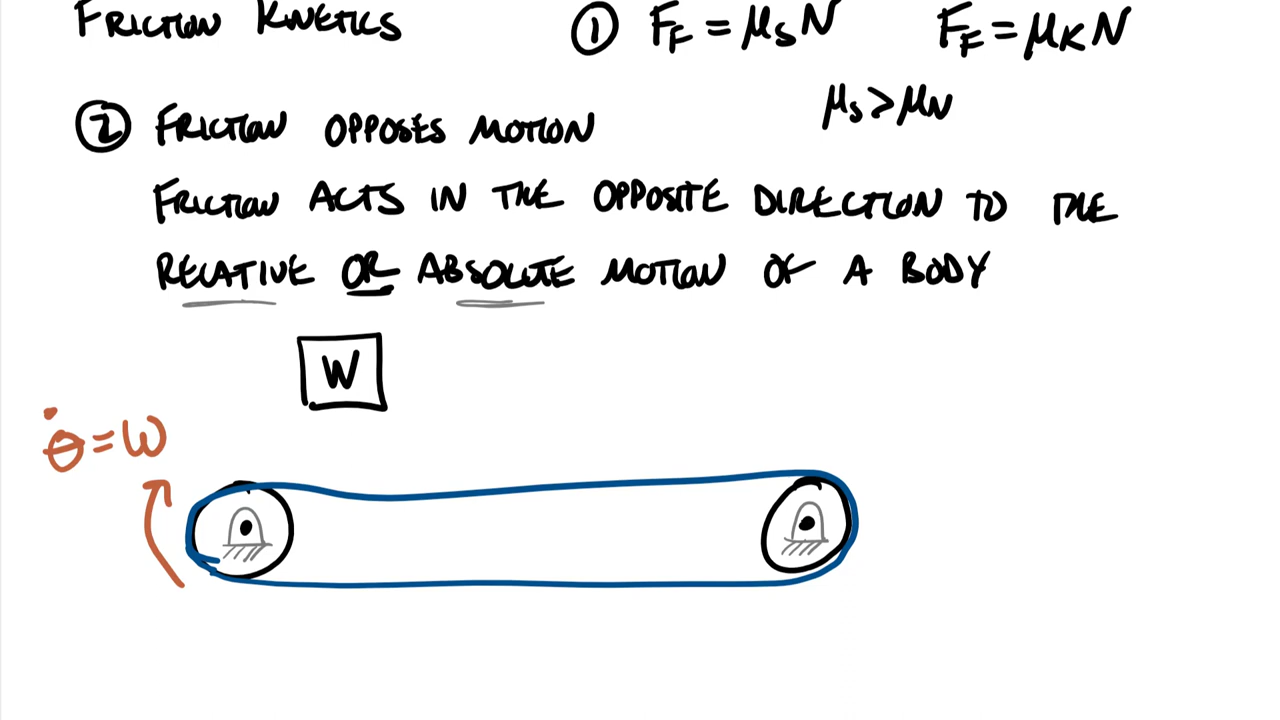 FRICTION KINETICS ① F_F = μ_S N F_F = μ_K N
μ_S > μ_N
② FRICTION OPPOSES MOTION
FRICTION ACTS IN THE OPPOSITE DIRECTION TO THE
RELATIVE OR ABSOLUTE MOTION OF A BODY
W
θ̇ = ω